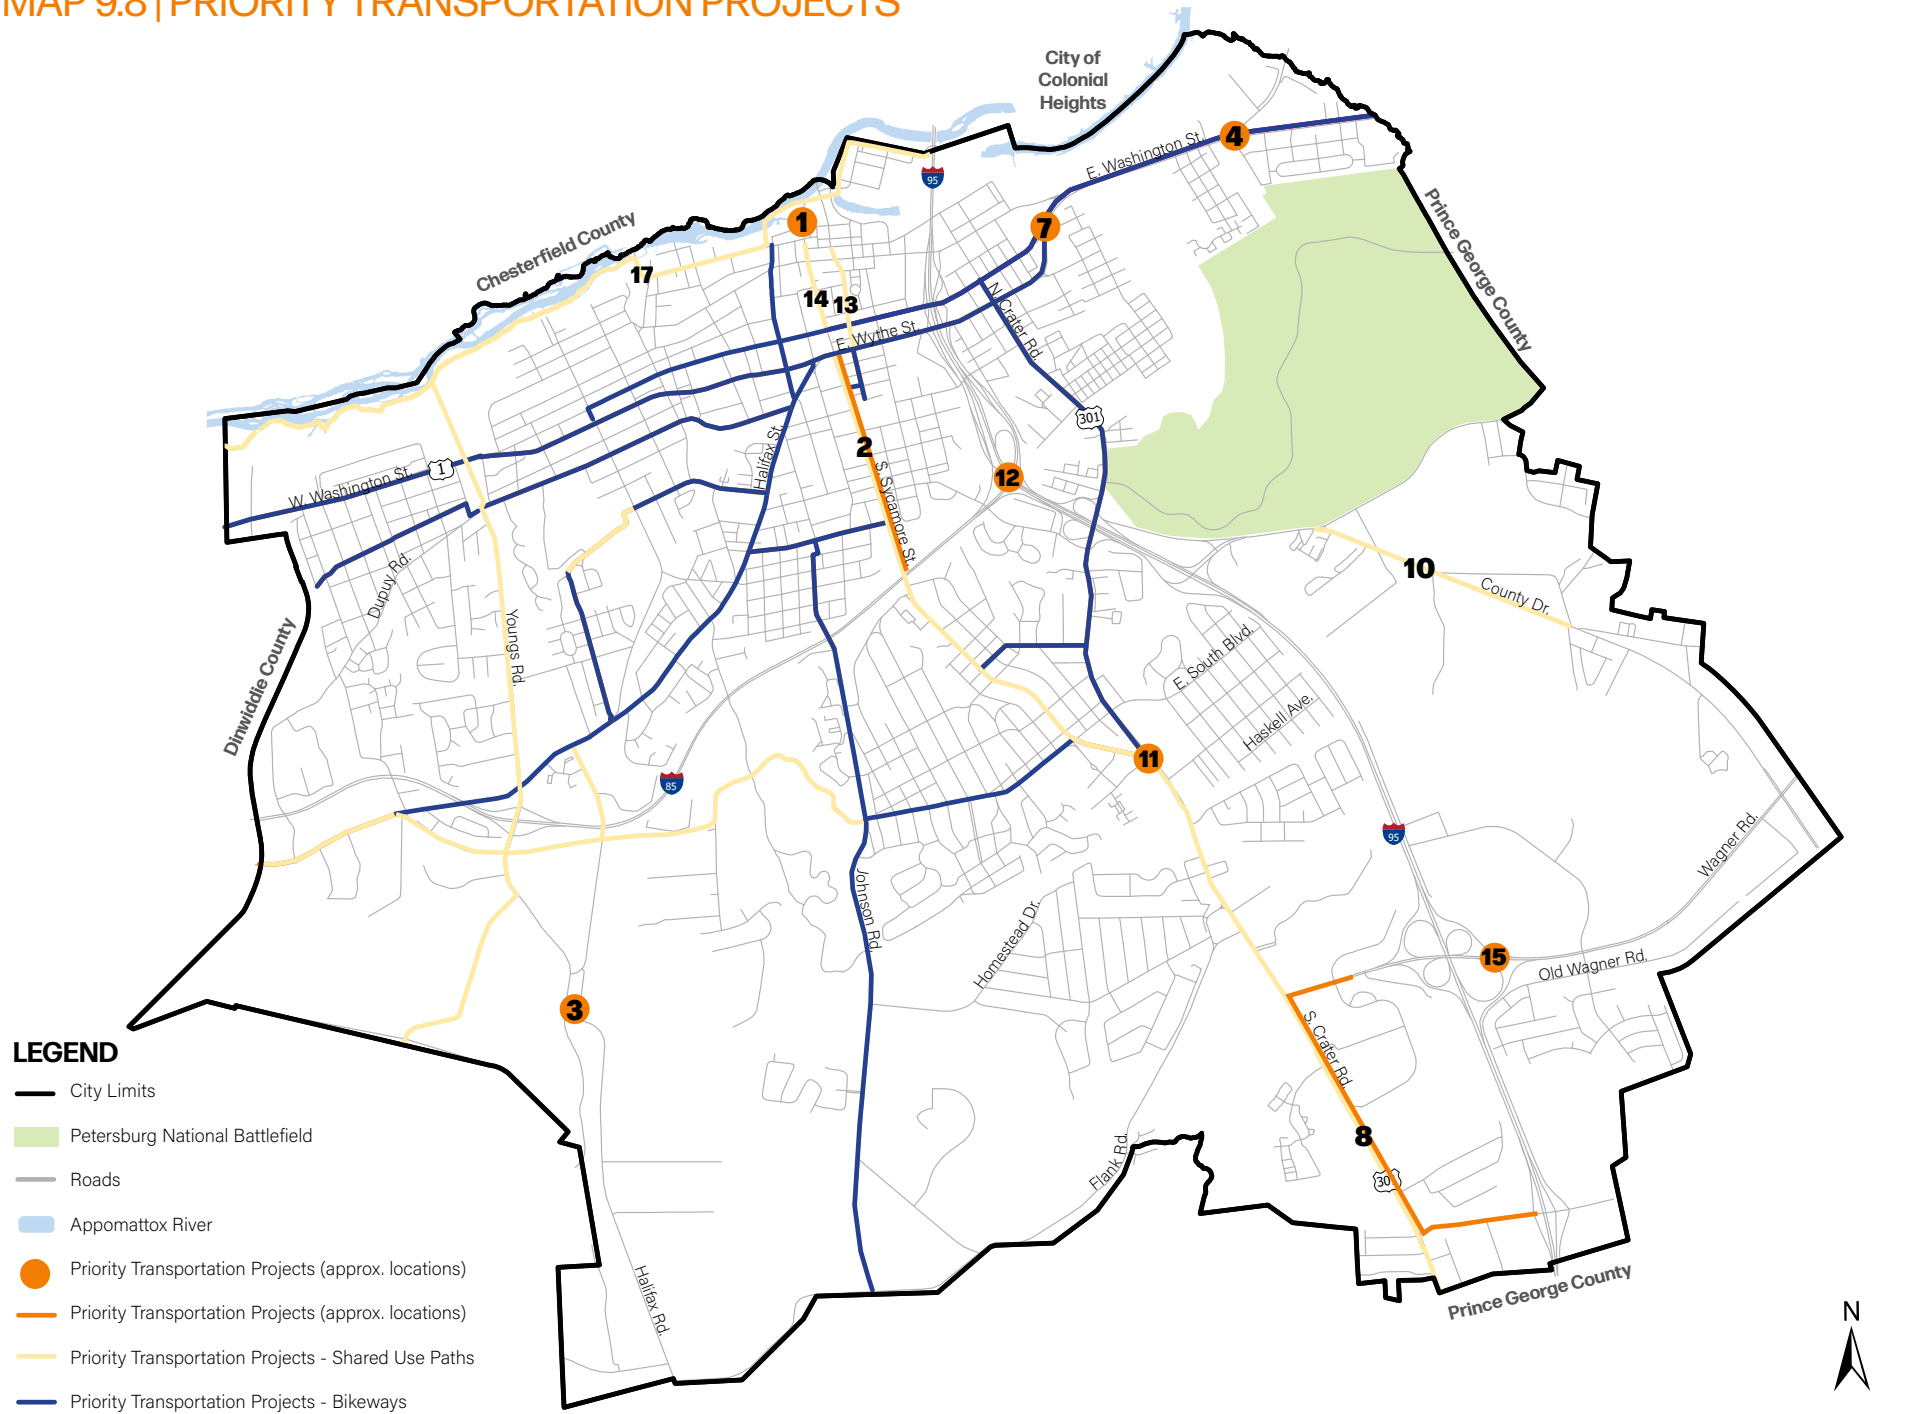 MAP 9.8 | PRIORITY TRANSPORTATION PROJECTS
City of
Colonial
Heights
E. Washington St.
4
95
Prince George County
Chesterfield County
1
7
17
14
13
N. Crater Rd.
E. Wythe St.
301
2
12
Halifax St.
S. Sycamore St.
W. Washington St.
1
10
County Dr.
Dupuy Rd.
Youngs Rd.
Dinwiddie County
E. South Blvd.
Haskell Ave.
11
85
95
Wagner Rd.
Johnson Rd.
Homestead Dr.
15
Old Wagner Rd.
3
S. Crater Rd.
8
301
Flank Rd.
Halifax Rd.
Prince George County
N
LEGEND
City Limits
Petersburg National Battlefield
Roads
Appomattox River
Priority Transportation Projects (approx. locations)
Priority Transportation Projects (approx. locations)
Priority Transportation Projects - Shared Use Paths
Priority Transportation Projects - Bikeways